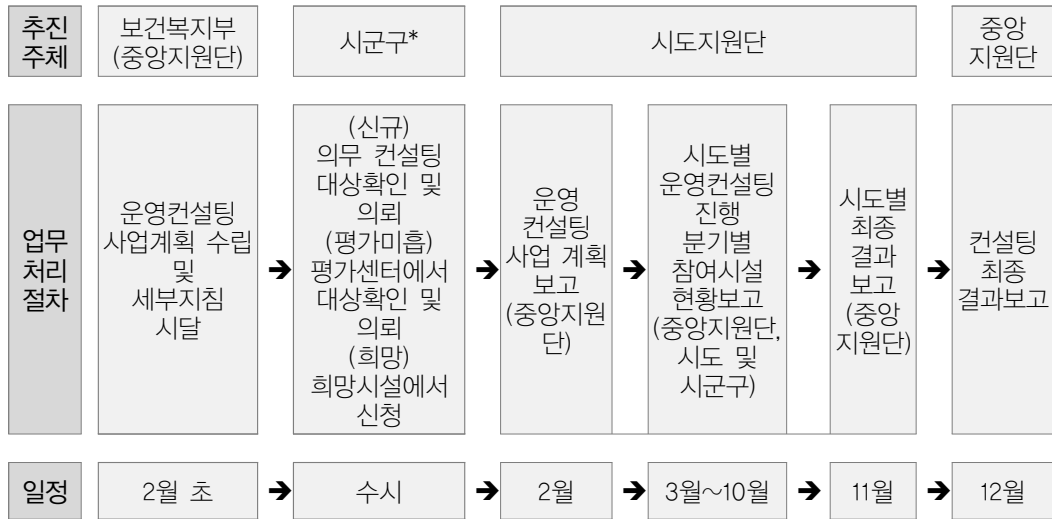 추진
주체
보건복지부
(중앙지원단)
시군구*
시도지원단
중앙
지원단
업무
처리
절차
운영컨설팅
사업계획 수립
및
세부지침
시달
➔
(신규)
의무 컨설팅
대상확인 및
의뢰
(평가미흡)
평가센터에서
대상확인 및
의뢰
(희망)
희망시설에서
신청
➔
운영
컨설팅
사업 계획
보고
(중앙지원
단)
➔
시도별
운영컨설팅
진행
분기별
참여시설
현황보고
(중앙지원단,
시도 및
시군구)
➔
시도별
최종
결과
보고
(중앙
지원단)
➔
컨설팅
최종
결과보고
일정
2월 초 ➔ 수시 ➔ 2월 ➔ 3월~10월 ➔ 11월 ➔ 12월